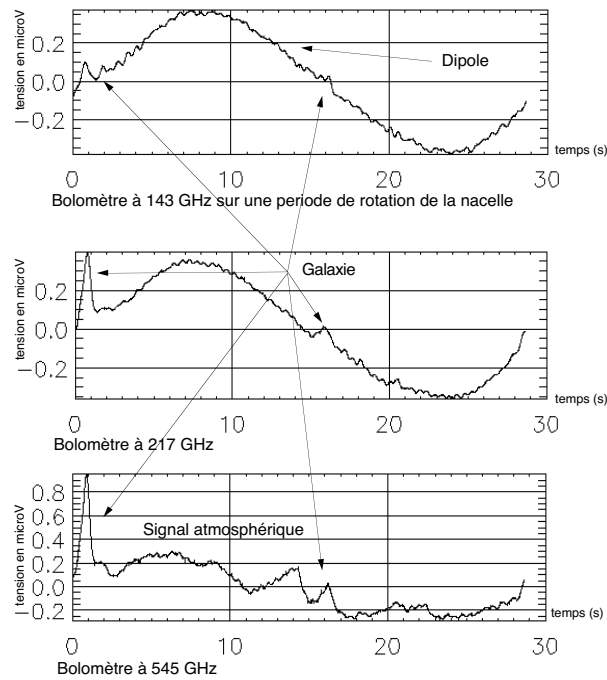 tension en microV
0.2
0.0
−0.2
Dipole
temps (s)
0 10 20 30
Bolomètre à 143 GHz sur une periode de rotation de la nacelle
tension en microV
0.2
0.0
−0.2
Galaxie
temps (s)
0 10 20 30
Bolomètre à 217 GHz
tension en microV
0.8
0.6
0.4
0.2
0.0
−0.2
Signal atmosphérique
temps (s)
0 10 20 30
Bolomètre à 545 GHz